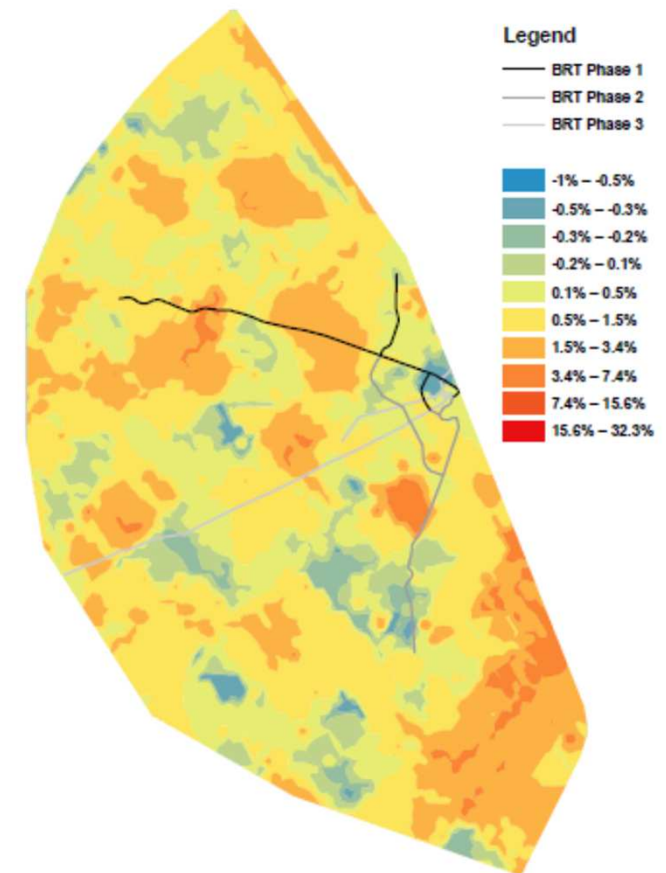 Legend
BRT Phase 1
BRT Phase 2
BRT Phase 3
-1% – -0.5%
-0.5% – -0.3%
-0.3% – -0.2%
-0.2% – 0.1%
0.1% – 0.5%
0.5% – 1.5%
1.5% – 3.4%
3.4% – 7.4%
7.4% – 15.6%
15.6% – 32.3%